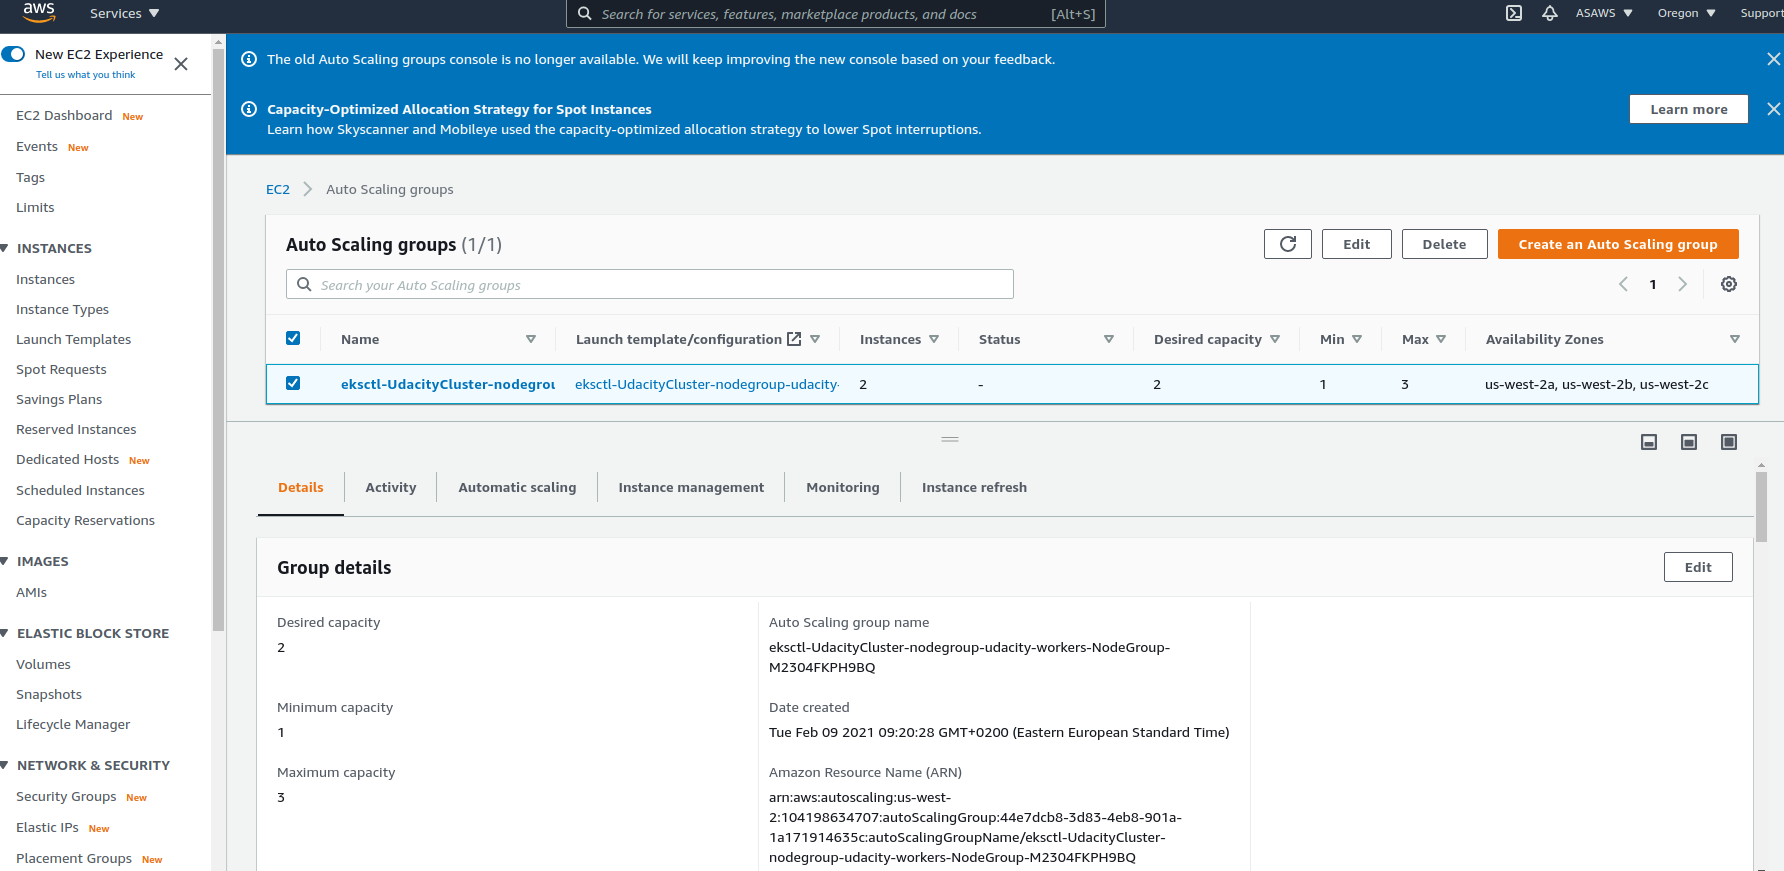 aws
Services
Search for services, features, marketplace products, and docs [Alt+S]
ASAWS
Oregon
Support
New EC2 Experience
Tell us what you think
EC2 Dashboard New
Events New
Tags
Limits
INSTANCES
Instances
Instance Types
Launch Templates
Spot Requests
Savings Plans
Reserved Instances
Dedicated Hosts New
Scheduled Instances
Capacity Reservations
IMAGES
AMIs
ELASTIC BLOCK STORE
Volumes
Snapshots
Lifecycle Manager
NETWORK & SECURITY
Security Groups New
Elastic IPs New
Placement Groups New
The old Auto Scaling groups console is no longer available. We will keep improving the new console based on your feedback.
Capacity-Optimized Allocation Strategy for Spot Instances
Learn how Skyscanner and Mobileye used the capacity-optimized allocation strategy to lower Spot interruptions.
Learn more
EC2 Auto Scaling groups
Auto Scaling groups (1/1)
Edit
Delete
Create an Auto Scaling group
Search your Auto Scaling groups
1
Name Launch template/configuration Instances Status Desired capacity Min Max Availability Zones
eksctl-UdacityCluster-nodegrou eksctl-UdacityCluster-nodegroup-udacity- 2 - 2 1 3 us-west-2a, us-west-2b, us-west-2c
Details Activity Automatic scaling Instance management Monitoring Instance refresh
Group details
Edit
Desired capacity
2
Minimum capacity
1
Maximum capacity
3
Auto Scaling group name
eksctl-UdacityCluster-nodegroup-udacity-workers-NodeGroup-
M2304FKPH9BQ
Date created
Tue Feb 09 2021 09:20:28 GMT+0200 (Eastern European Standard Time)
Amazon Resource Name (ARN)
arn:aws:autoscaling:us-west-
2:104198634707:autoScalingGroup:44e7dcb8-3d83-4eb8-901a-
1a171914635c:autoScalingGroupName/eksctl-UdacityCluster-
nodegroup-udacity-workers-NodeGroup-M2304FKPH9BQ